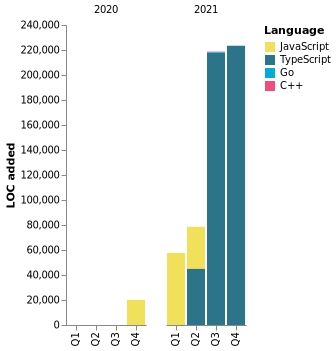 2020 2021
Language
JavaScript
TypeScript
Go
C++
LOC added
240,000
220,000
200,000
180,000
160,000
140,000
120,000
100,000
80,000
60,000
40,000
20,000
0
Q1 Q2 Q3 Q4 Q1 Q2 Q3 Q4